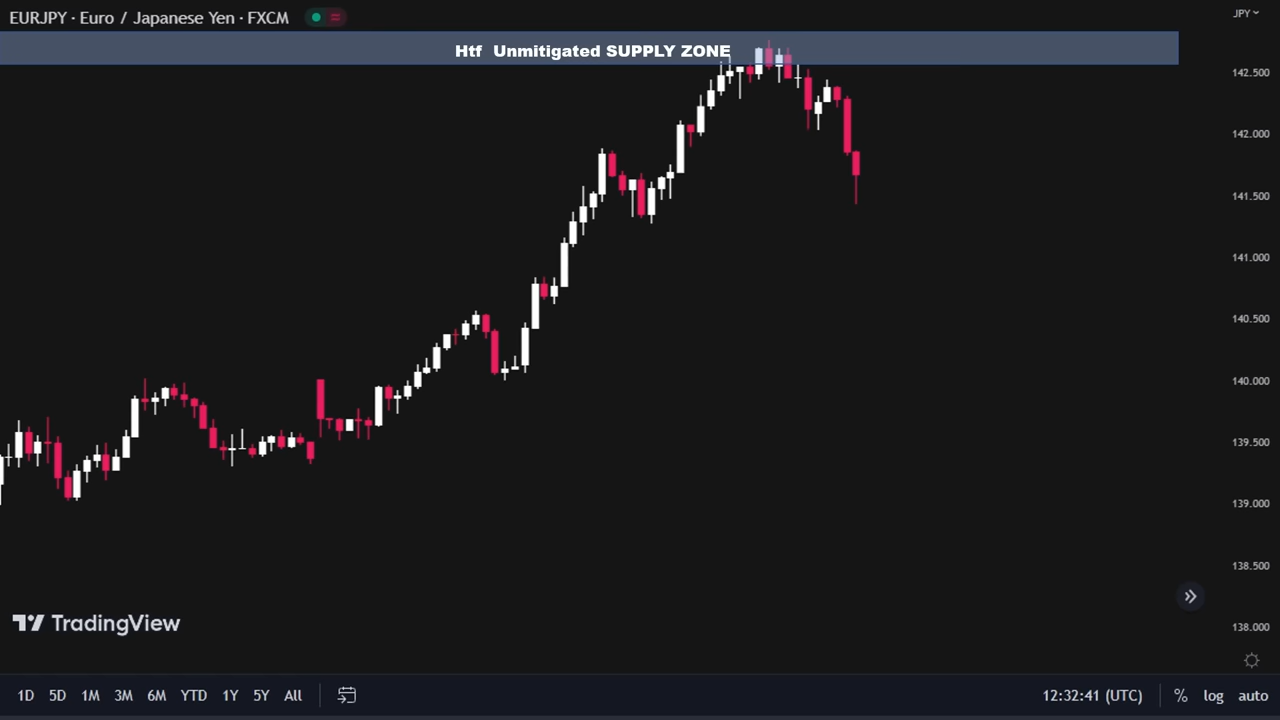 EURJPY · Euro / Japanese Yen · FXCM
JPY
Htf Unmitigated SUPPLY ZONE
142.500
142.000
141.500
141.000
140.500
140.000
139.500
139.000
138.500
138.000
TradingView
1D 5D 1M 3M 6M YTD 1Y 5Y All 12:32:41 (UTC) % log auto